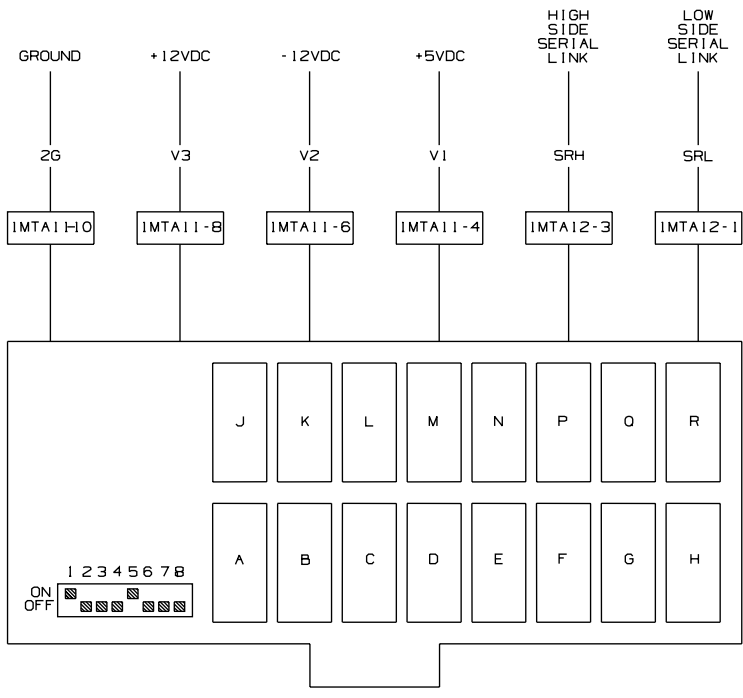 HIGH
SIDE
SERIAL
LINK
LOW
SIDE
SERIAL
LINK
GROUND +12VDC -12VDC +5VDC
2G V3 V2 V1 SRH SRL
1MTA11-10 1MTA11-8 1MTA11-6 1MTA11-4 1MTA12-3 1MTA12-1
J K L M N P Q R
A B C D E F G H
1 2 3 4 5 6 7 8
ON
OFF